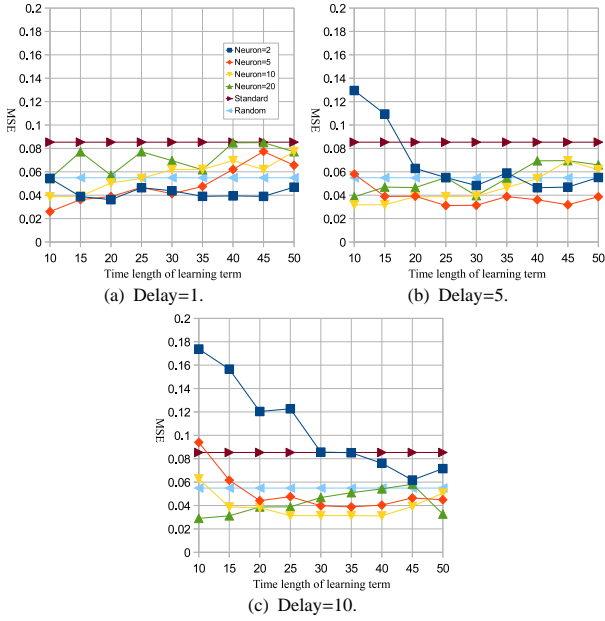 0.2
0.18
0.16
0.14
0.12
0.1
0.08
0.06
0.04
0.02
0
MSE
Neuron=2
Neuron=5
Neuron=10
Neuron=20
Standard
Random
10 15 20 25 30 35 40 45 50
Time length of learning term
(a) Delay=1.
0.2
0.18
0.16
0.14
0.12
0.1
0.08
0.06
0.04
0.02
0
MSE
10 15 20 25 30 35 40 45 50
Time length of learning term
(b) Delay=5.
0.2
0.18
0.16
0.14
0.12
0.1
0.08
0.06
0.04
0.02
0
MSE
10 15 20 25 30 35 40 45 50
Time length of learning term
(c) Delay=10.